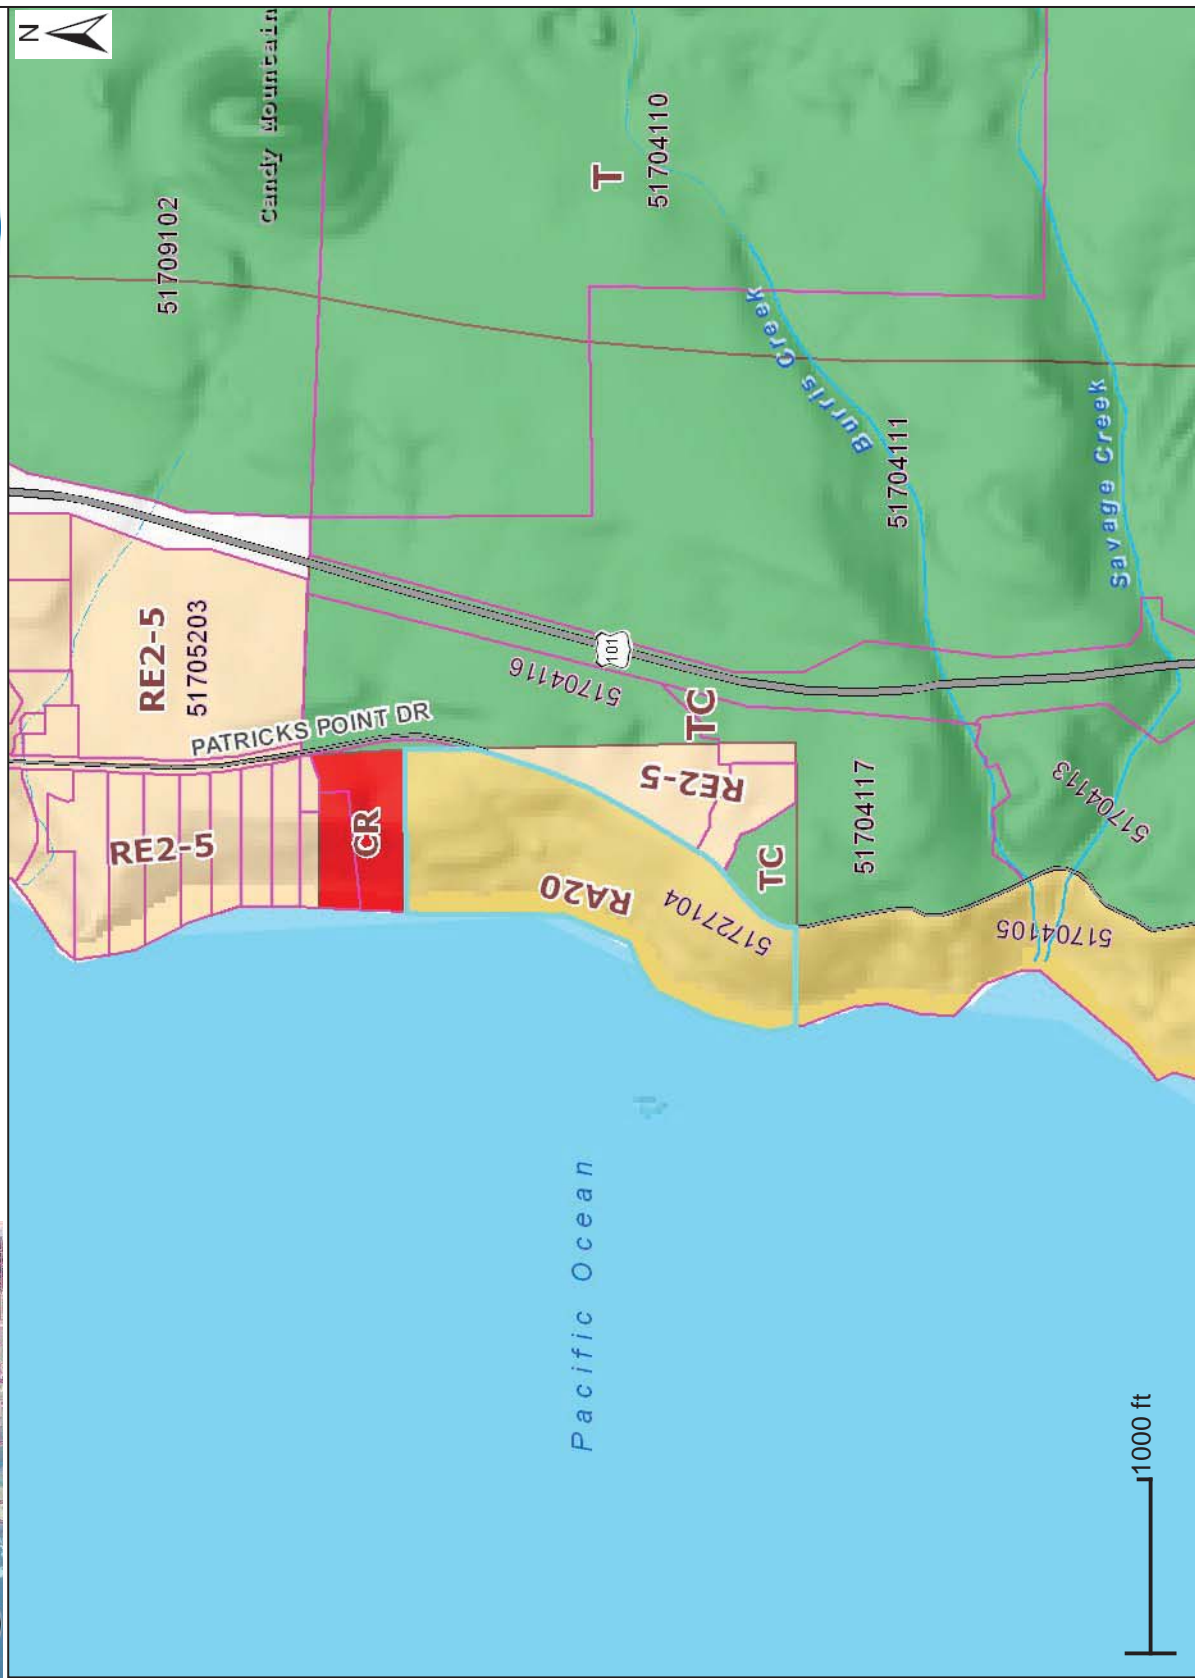 N
Candy Mountain
51709102
T
51704110
RE2-5
51705203
PATRICKS POINT DR
RE2-5
CR
Burris Creek
51704111
Savage Creek
101
51704116
TC
RE2-5
RA20
51727104
TC
51704117
51704113
51704105
Pacific Ocean
1000 ft